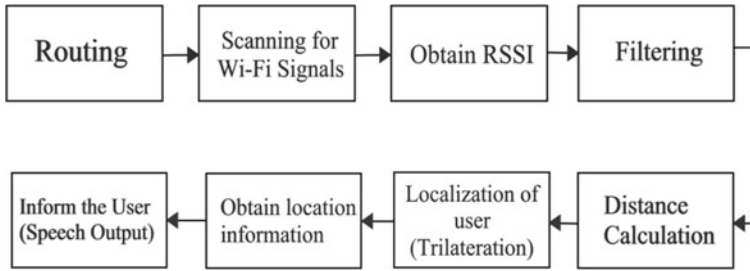 Routing
Scanning for
Wi-Fi Signals
Obtain RSSI
Filtering
Inform the User
(Speech Output)
Obtain location
information
Localization of
user
(Trilateration)
Distance
Calculation